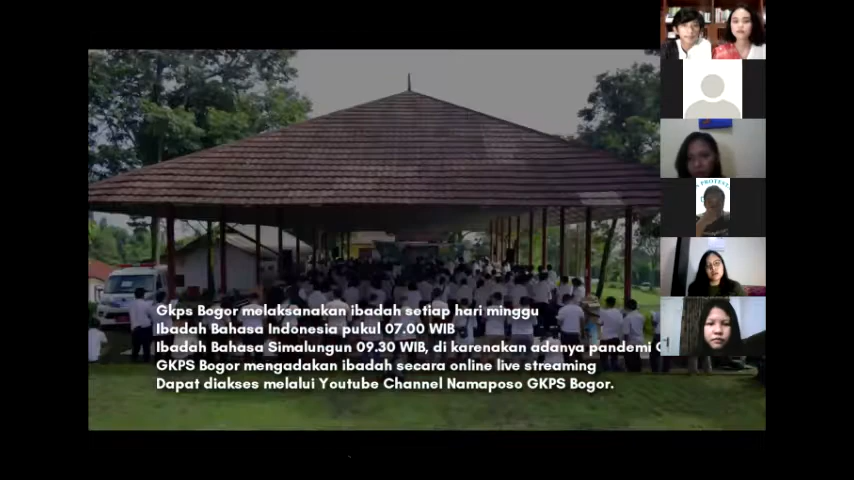 Gkps Bogor melaksanakan ibadah setiap hari minggu
Ibadah Bahasa Indonesia pukul 07.00 WIB
Ibadah Bahasa Simalungun 09.30 WIB, di karenakan adanya pandemi
GKPS Bogor mengadakan ibadah secara online live streaming
Dapat diakses melalui Youtube Channel Namaposo GKPS Bogor.